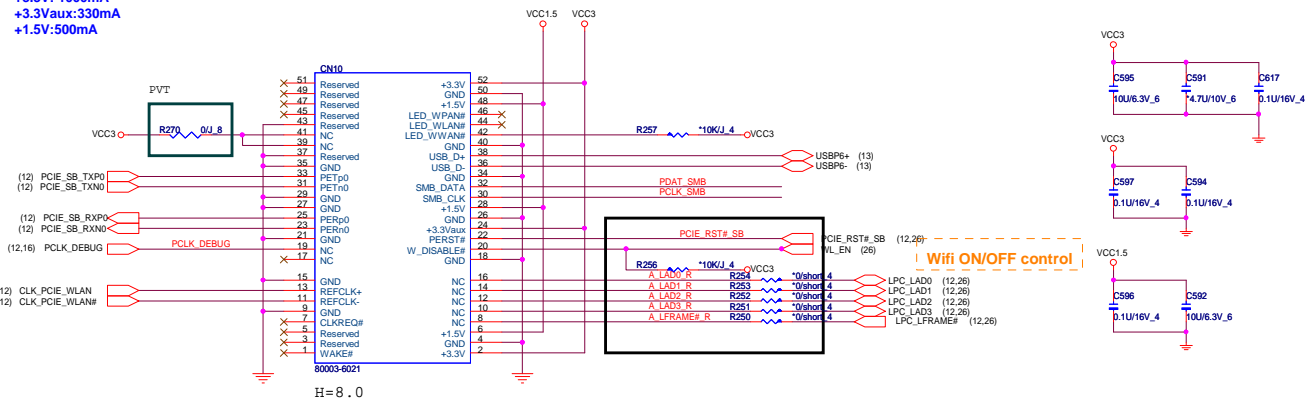 +3.3Vaux:330mA
+1.5V:500mA
VCC1.5 VCC3
CN10
51 Reserved +3.3V 52
49 Reserved GND 50
47 Reserved +1.5V 48
45 Reserved LED_WPAN# 46
43 Reserved LED_WLAN# 44
41 NC LED_WWAN# 42
39 NC GND 40
37 Reserved USB_D+ 38
35 GND USB_D- 36
33 PETp0 GND 34
31 PETn0 SMB_DATA 32
29 GND SMB_CLK 30
27 GND +1.5V 28
25 PERp0 GND 26
23 PERn0 +3.3Vaux 24
21 GND PERST# 22
19 NC W_DISABLE# 20
17 NC GND 18
15 GND NC 16
13 REFCLK+ NC 14
11 REFCLK- NC 12
9 GND NC 10
7 CLKREQ# NC 8
5 Reserved +1.5V 6
3 Reserved GND 4
1 WAKE# +3.3V 2
80003-6021
H=8.0
PVT
VCC3 R270 0/J_8
(12) PCIE_SB_TXP0
(12) PCIE_SB_TXN0
(12) PCIE_SB_RXP0
(12) PCIE_SB_RXN0
(12,16) PCLK_DEBUG PCLK_DEBUG
12) CLK_PCIE_WLAN
12) CLK_PCIE_WLAN#
R257 *10K/J_4 VCC3
USBP6+ (13)
USBP6- (13)
PDAT_SMB
PCLK_SMB
PCIE_RST#_SB PCIE_RST#_SB (12,26)
WL_EN (26)
Wifi ON/OFF control
R256 *10K/J_4 VCC3
A_LAD0_R R254 *0/short_4 LPC_LAD0 (12,26)
A_LAD1_R R253 *0/short_4 LPC_LAD1 (12,26)
A_LAD2_R R252 *0/short_4 LPC_LAD2 (12,26)
A_LAD3_R R251 *0/short_4 LPC_LAD3 (12,26)
A_LFRAME#_R R250 *0/short_4 LPC_LFRAME# (12,26)
VCC3
C595 C591 C617
10U/6.3V_6 *4.7U/10V_6 0.1U/16V_4
VCC3
C597 C594
0.1U/16V_4 0.1U/16V_4
VCC1.5
C596 C592
0.1U/16V_4 10U/6.3V_6